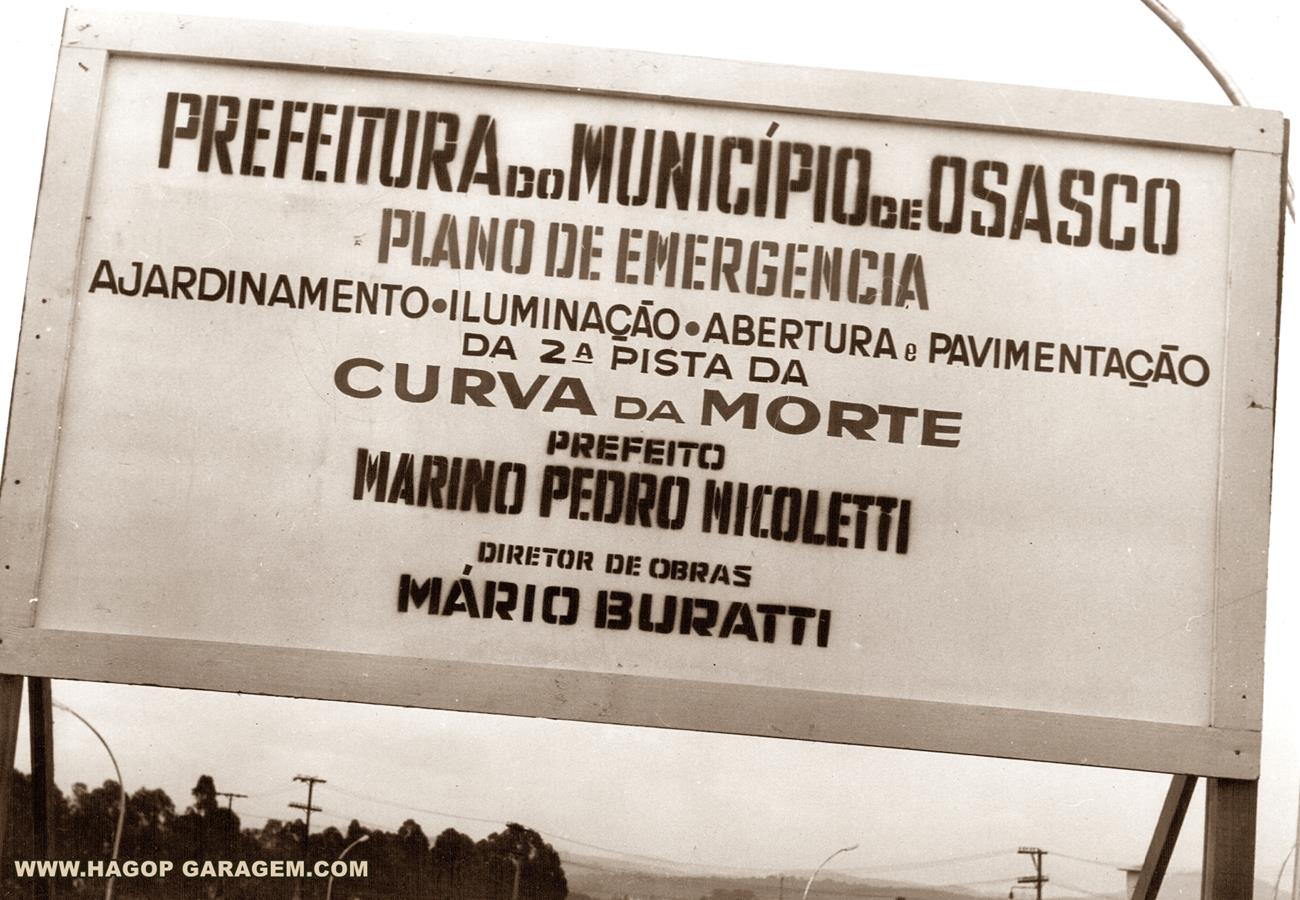 PREFEITURA DO MUNICÍPIO DE OSASCO
PLANO DE EMERGENCIA
AJARDINAMENTO•ILUMINAÇÃO•ABERTURA e PAVIMENTAÇÃO
DA 2ª PISTA DA
CURVA DA MORTE
PREFEITO
MARINO PEDRO NICOLETTI
DIRETOR DE OBRAS
MÁRIO BURATTI
WWW.HAGOP GARAGEM.COM